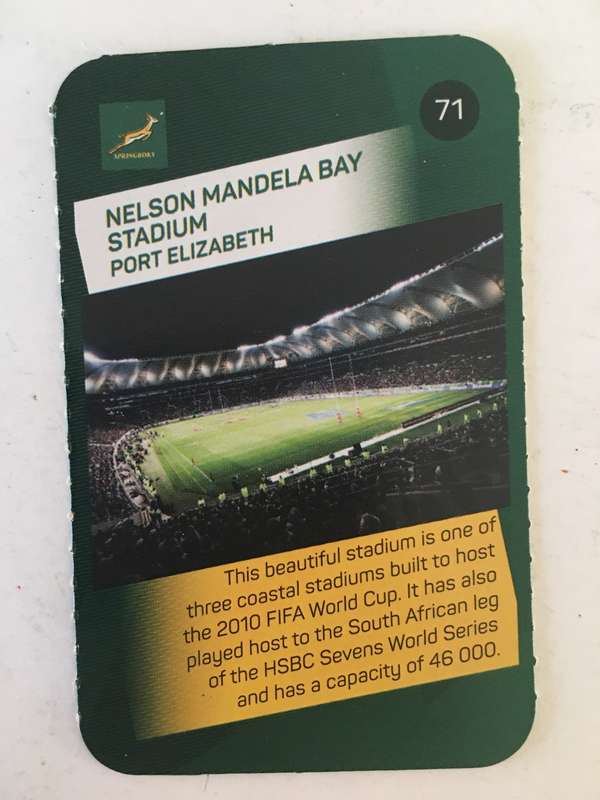 SPRINGBOKS
71
NELSON MANDELA BAY
STADIUM
PORT ELIZABETH
This beautiful stadium is one of
three coastal stadiums built to host
the 2010 FIFA World Cup. It has also
played host to the South African leg
of the HSBC Sevens World Series
and has a capacity of 46 000.